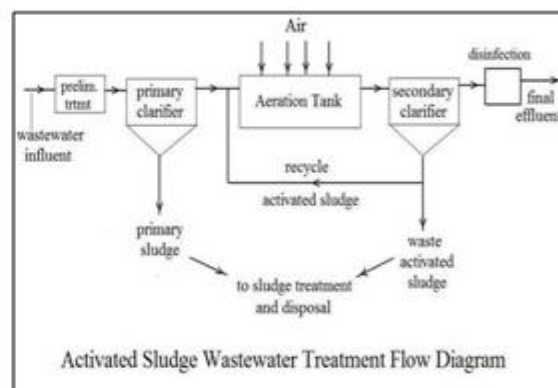 Air
disinfection
prelim.
trtmt
primary
clarifier
Aeration Tank
secondary
clarifier
final
effluent
wastewater
influent
recycle
activated sludge
primary
sludge
waste
activated
sludge
to sludge treatment
and disposal
Activated Sludge Wastewater Treatment Flow Diagram